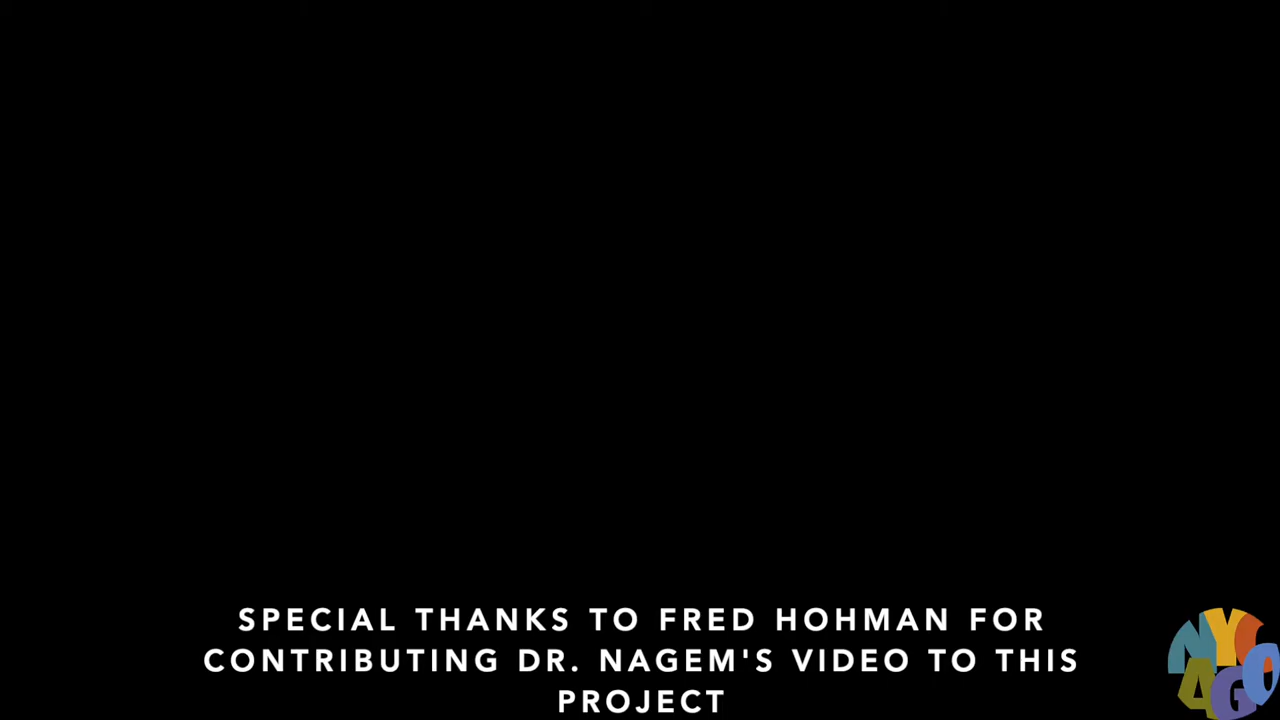 SPECIAL THANKS TO FRED HOHMAN FOR
CONTRIBUTING DR. NAGEM'S VIDEO TO THIS
PROJECT
NYC
AGO